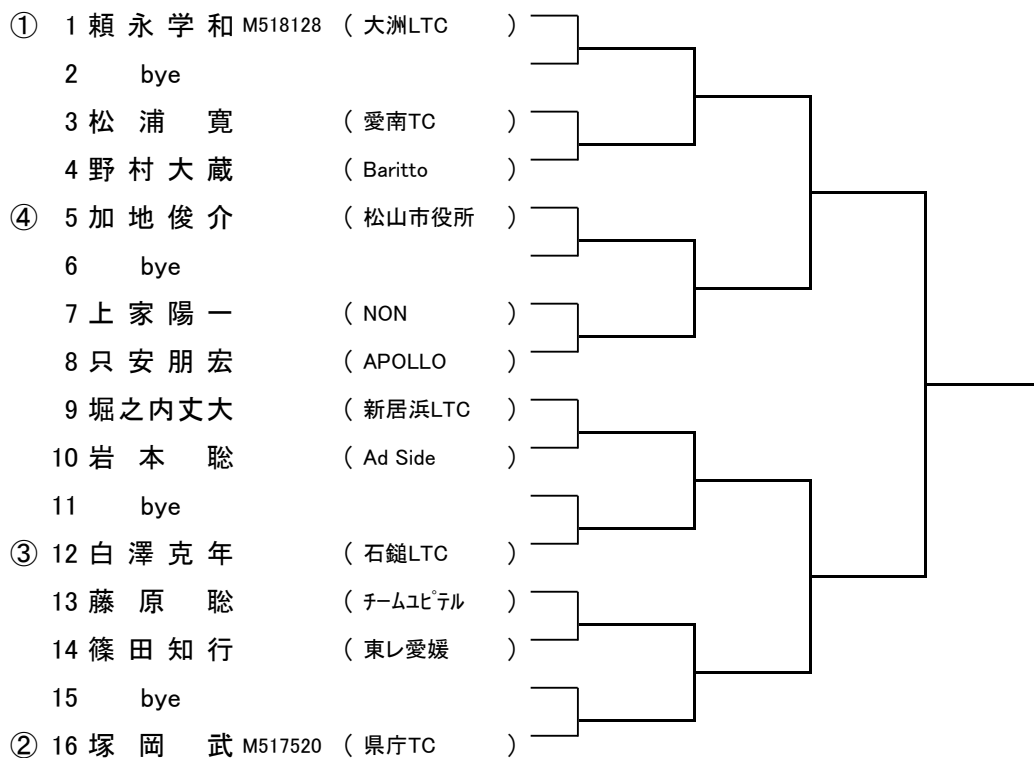 ① 1 頼永学和 M518128 ( 大洲LTC )
2 bye
3 松浦 寛 ( 愛南TC )
4 野村大蔵 ( Baritto )
④ 5 加地俊介 ( 松山市役所 )
6 bye
7 上家陽一 ( NON )
8 只安朋宏 ( APOLLO )
9 堀之内丈大 ( 新居浜LTC )
10 岩本 聡 ( Ad Side )
11 bye
③ 12 白澤克年 ( 石鎚LTC )
13 藤原 聡 ( チームユピテル )
14 篠田知行 ( 東レ愛媛 )
15 bye
② 16 塚岡 武 M517520 ( 県庁TC )